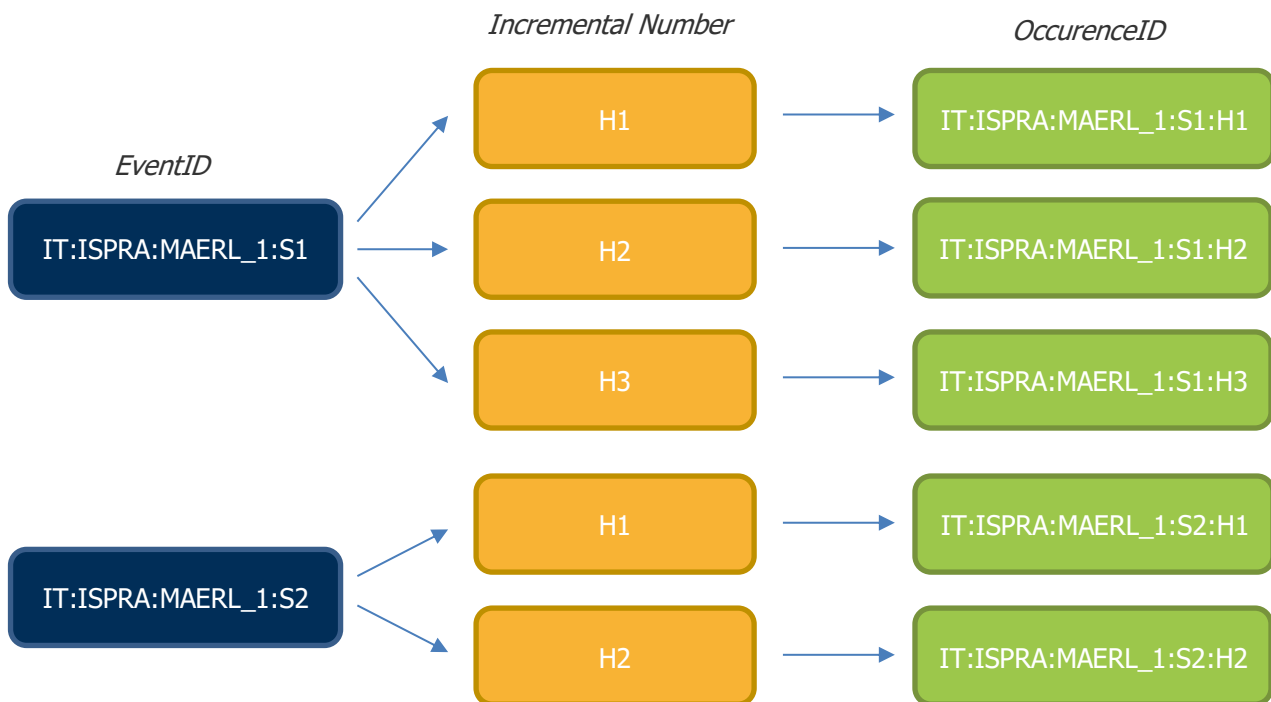 Incremental Number
OccurenceID
EventID
H1
IT:ISPRA:MAERL_1:S1:H1
IT:ISPRA:MAERL_1:S1
H2
IT:ISPRA:MAERL_1:S1:H2
H3
IT:ISPRA:MAERL_1:S1:H3
H1
IT:ISPRA:MAERL_1:S2:H1
IT:ISPRA:MAERL_1:S2
H2
IT:ISPRA:MAERL_1:S2:H2